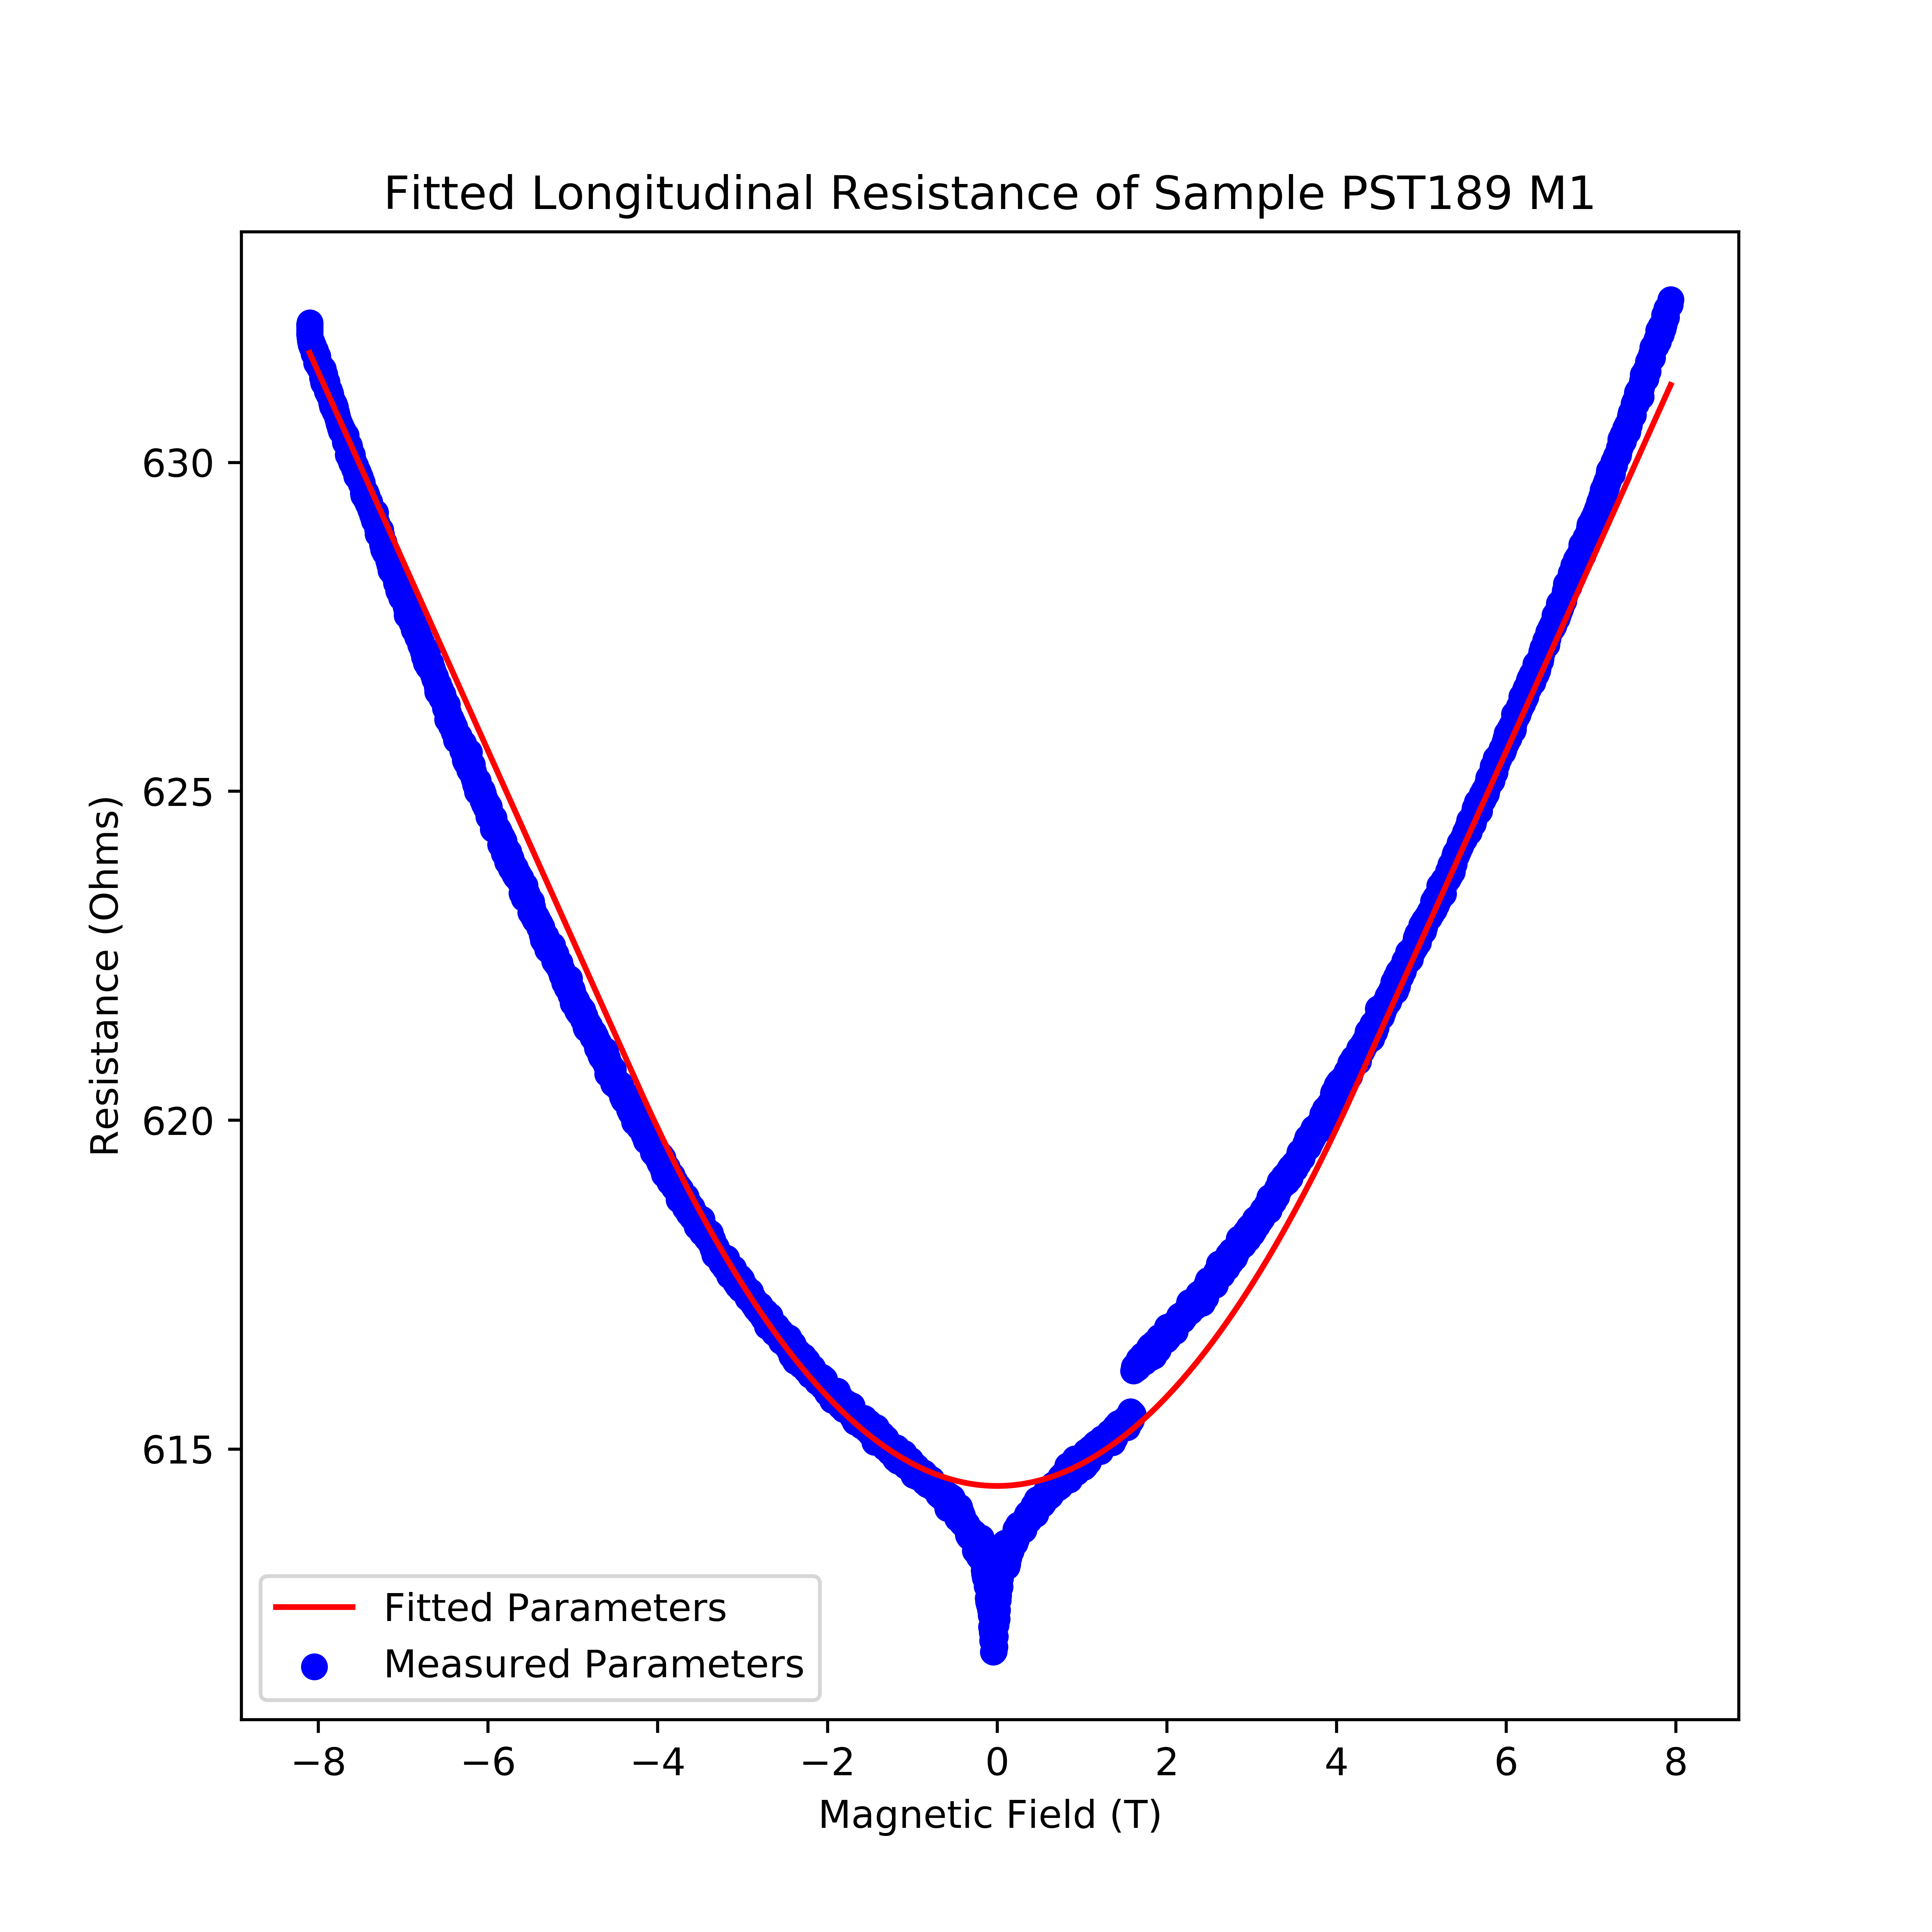 Fitted Longitudinal Resistance of Sample PST189 M1
Resistance (Ohms)
630
625
620
615
Fitted Parameters
Measured Parameters
−8 −6 −4 −2 0 2 4 6 8
Magnetic Field (T)